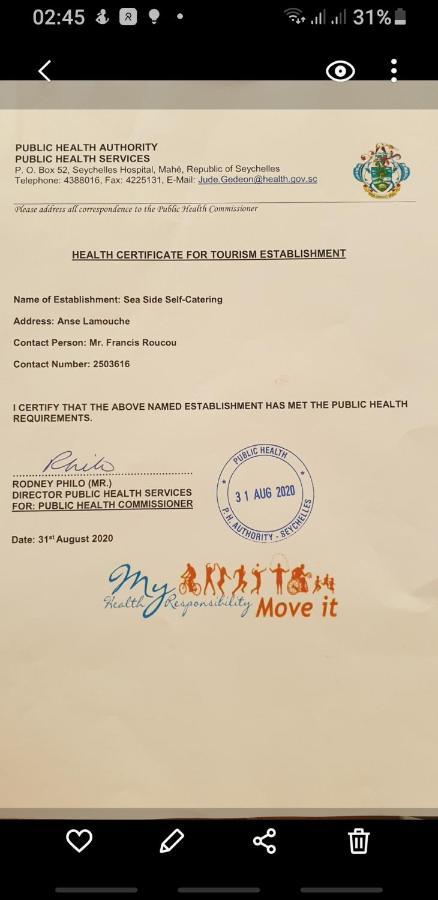 02:45
31%
PUBLIC HEALTH AUTHORITY
PUBLIC HEALTH SERVICES
P. O. Box 52, Seychelles Hospital, Mahé, Republic of Seychelles
Telephone: 4388016, Fax: 4225131, E-Mail: Jude.Gedeon@health.gov.sc
Please address all correspondence to the Public Health Commissioner
HEALTH CERTIFICATE FOR TOURISM ESTABLISHMENT
Name of Establishment: Sea Side Self-Catering
Address: Anse Lamouche
Contact Person: Mr. Francis Roucou
Contact Number: 2503616
I CERTIFY THAT THE ABOVE NAMED ESTABLISHMENT HAS MET THE PUBLIC HEALTH
REQUIREMENTS.
Philo
RODNEY PHILO (MR.)
DIRECTOR PUBLIC HEALTH SERVICES
FOR: PUBLIC HEALTH COMMISSIONER
PUBLIC HEALTH
31 AUG 2020
P.H. AUTHORITY - SEYCHELLES
Date: 31st August 2020
My
Health Responsibility Move it